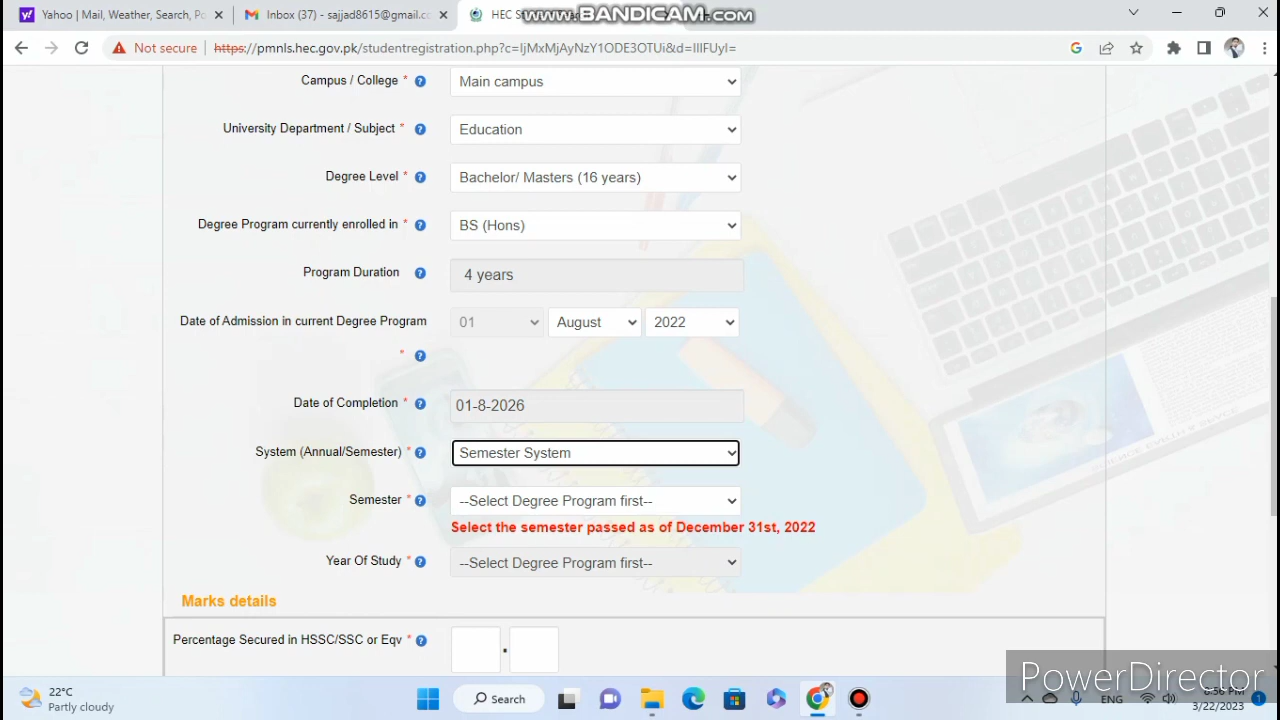 Yahoo | Mail, Weather, Search, Po
Inbox (37) - sajjad8615@gmail.c
HEC S
www.BANDICAM.com
Not secure
https://pmnls.hec.gov.pk/studentregistration.php?c=IjMxMjAyNzY1ODE3OTUi&d=IIIFUyI=
Campus / College *
Main campus
University Department / Subject *
Education
Degree Level *
Bachelor/ Masters (16 years)
Degree Program currently enrolled in *
BS (Hons)
Program Duration
4 years
Date of Admission in current Degree Program
*
01
August
2022
Date of Completion *
01-8-2026
System (Annual/Semester) *
Semester System
Semester *
--Select Degree Program first--
Select the semester passed as of December 31st, 2022
Year Of Study *
--Select Degree Program first--
Marks details
Percentage Secured in HSSC/SSC or Eqv *
.
PowerDirector
22°C
Partly cloudy
Search
ENG
3/22/2023
1